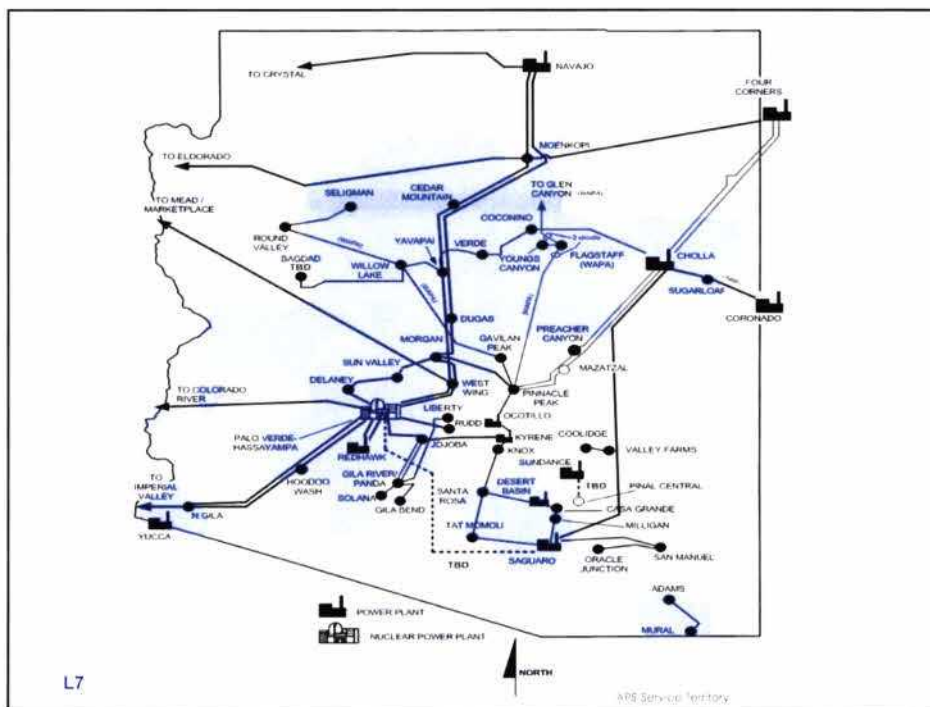 NAVAJO
TO CRYSTAL
FOUR
CORNERS
MOENKOPI
TO ELDORADO
SELIGMAN
CEDAR
MOUNTAIN
TO GLEN
CANYON (WAPA)
TO MEAD /
MARKETPLACE
COCONINO
2 circuits
ROUND
VALLEY
YAVAPAI
VERDE
YOUNGS
CANYON
FLAGSTAFF
(WAPA)
CHOLLA
BAGDAD
TBD
WILLOW
LAKE
SUGARLOAF
CORONADO
DUGAS
MORGAN
GAVILAN
PEAK
PREACHER
CANYON
SUN VALLEY
MAZATZAL
DELANEY
WEST
WING
PINNACLE
PEAK
TO COLORADO
RIVER
LIBERTY
RUDD
OCOTILLO
PALO VERDE-
HASSAYAMPA
REDHAWK
JOJOBA
KYRENE
KNOX
COOLIDGE
VALLEY FARMS
SUNDANCE
TO
IMPERIAL
VALLEY
HOODOO
WASH
GILA RIVER/
PANDA
SOLANA
GILA BEND
SANTA
ROSA
DESERT
BASIN
TBD
PINAL CENTRAL
CASA GRANDE
MILLIGAN
N.GILA
YUCCA
TAT MOMOLI
TBD
SAGUARO
ORACLE
JUNCTION
SAN MANUEL
ADAMS
MURAL
POWER PLANT
NUCLEAR POWER PLANT
NORTH
L7
APS Service Territory